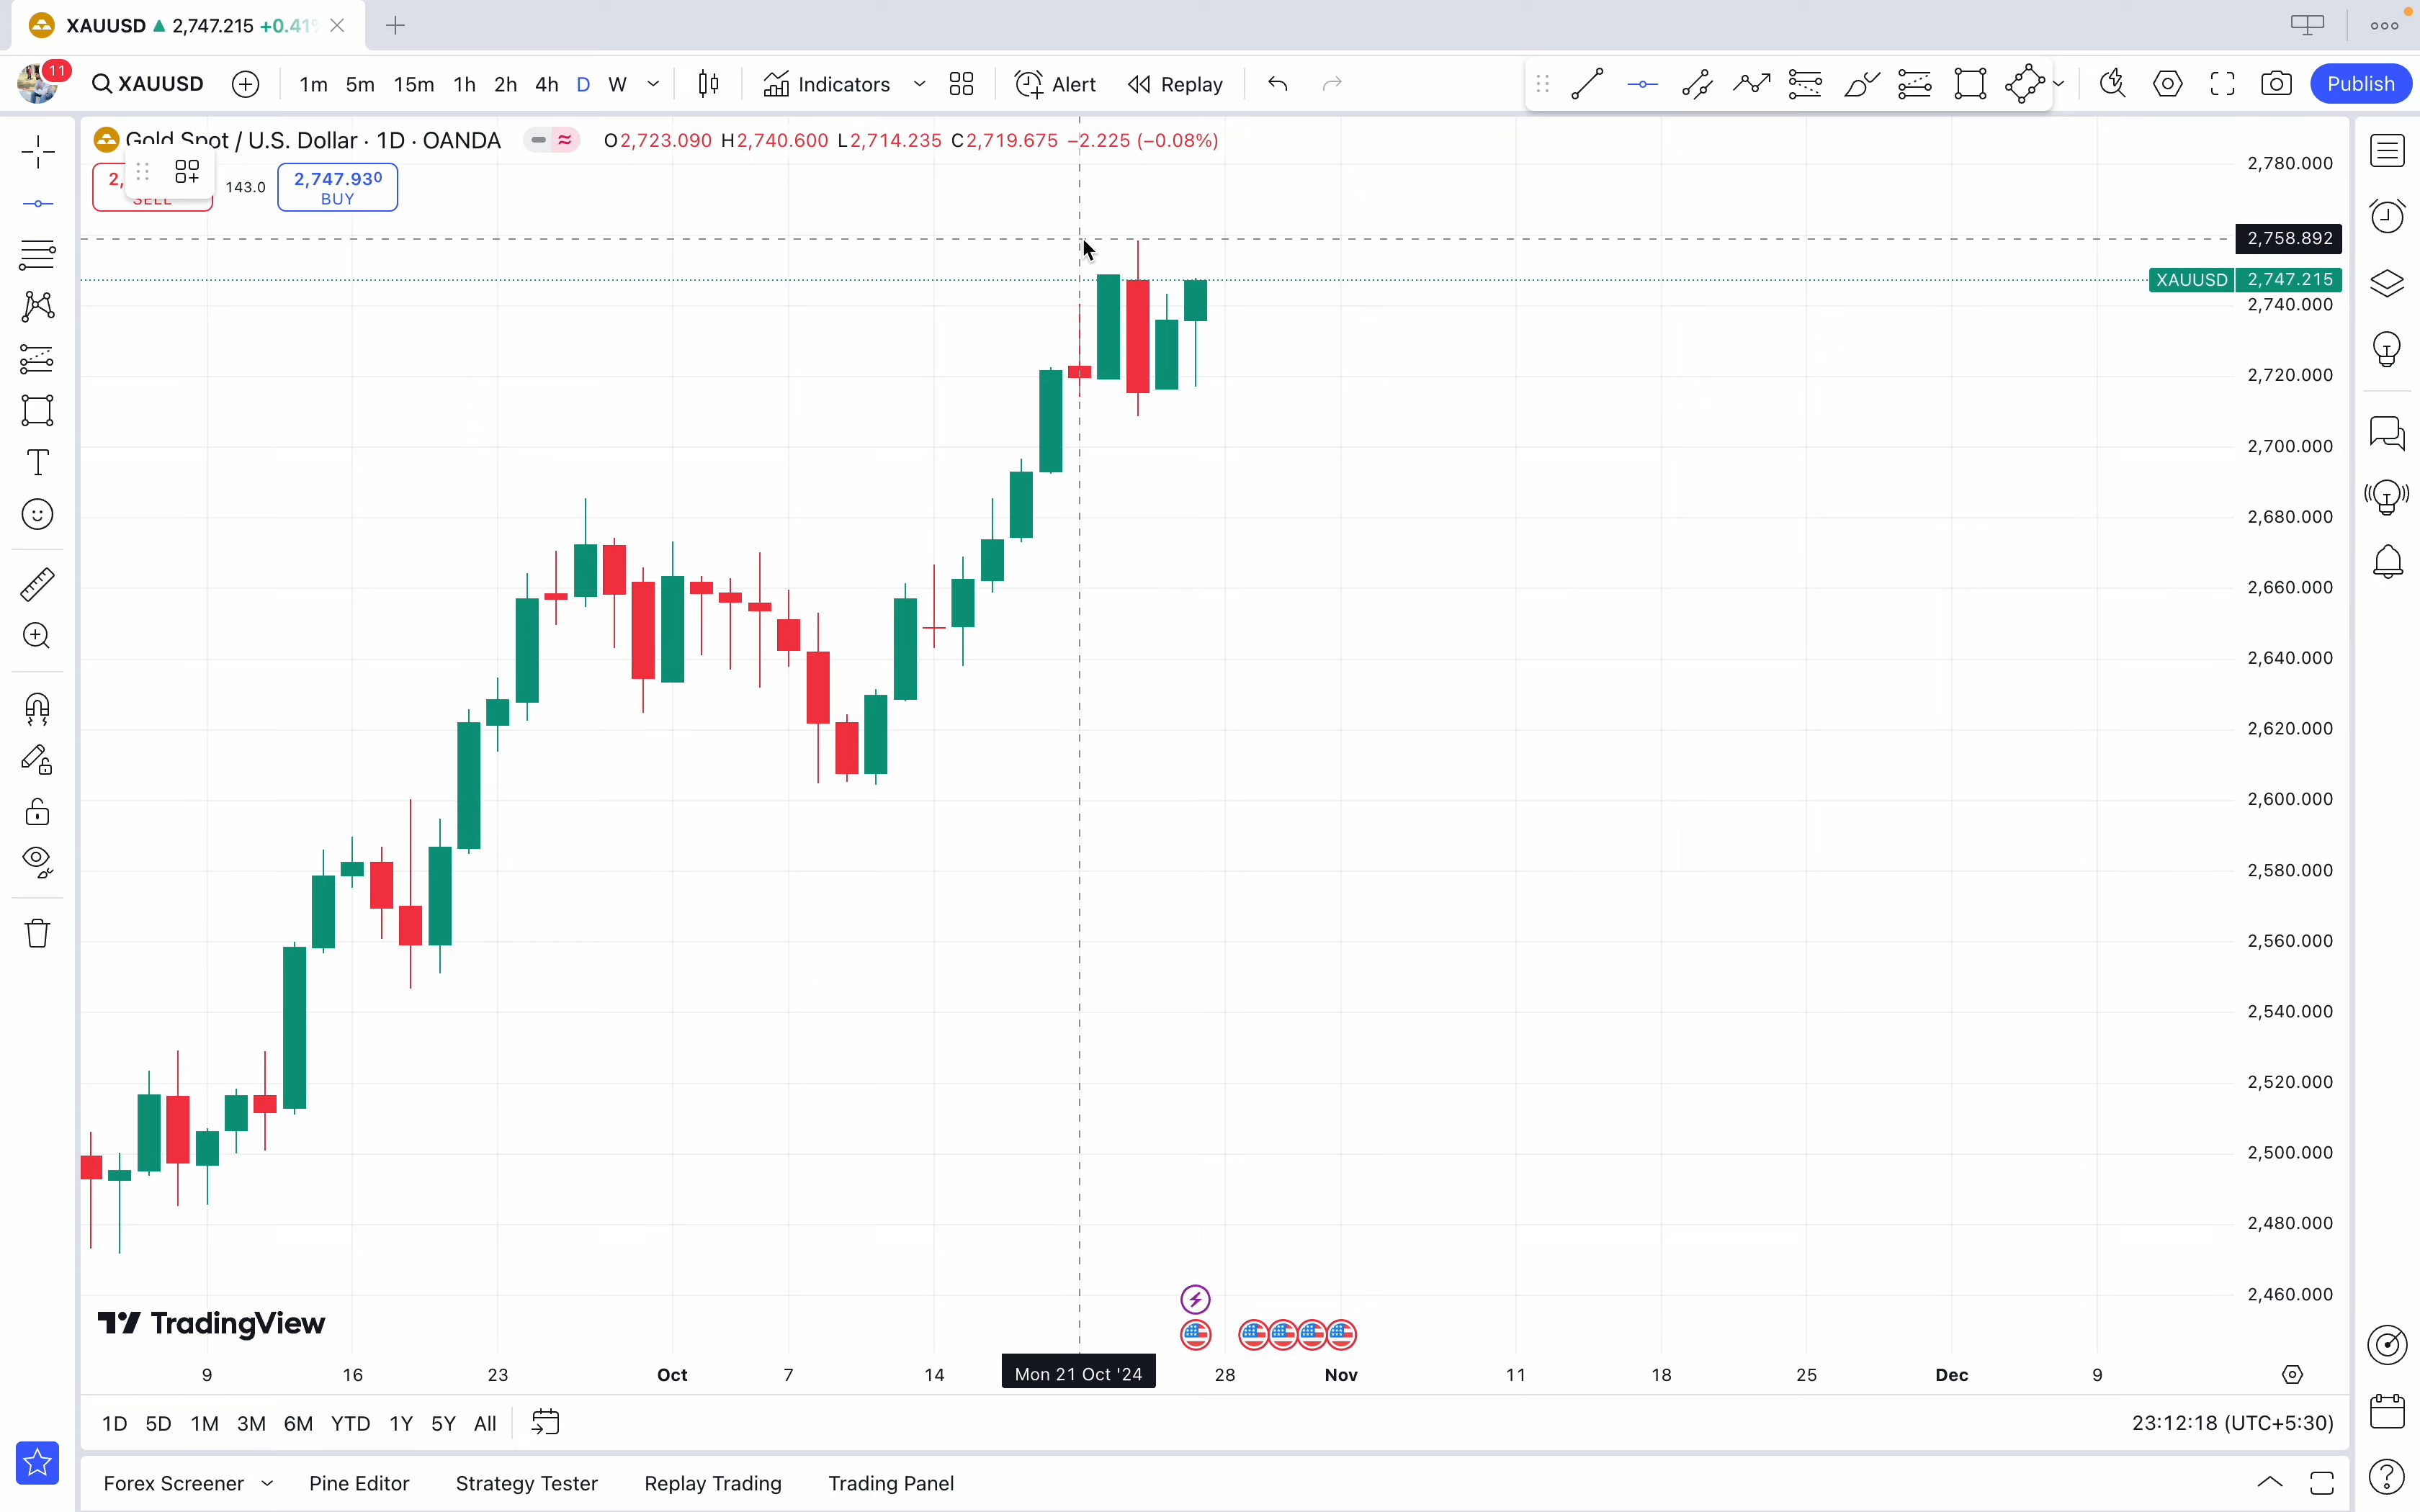 XAUUSD 2,747.215 +0.41%
11 XAUUSD 1m 5m 15m 1h 2h 4h D W Indicators Alert Replay Publish
Gold Spot / U.S. Dollar · 1D · OANDA O2,723.090 H2,740.600 L2,714.235 C2,719.675 −2.225 (−0.08%)
2, SELL 143.0 2,747.930 BUY
2,780.000
2,758.892
XAUUSD 2,747.215
2,740.000
2,720.000
2,700.000
2,680.000
2,660.000
2,640.000
2,620.000
2,600.000
2,580.000
2,560.000
2,540.000
2,520.000
2,500.000
2,480.000
2,460.000
TradingView
9 16 23 Oct 7 14 Mon 21 Oct '24 28 Nov 11 18 25 Dec 9
1D 5D 1M 3M 6M YTD 1Y 5Y All 23:12:18 (UTC+5:30)
Forex Screener Pine Editor Strategy Tester Replay Trading Trading Panel